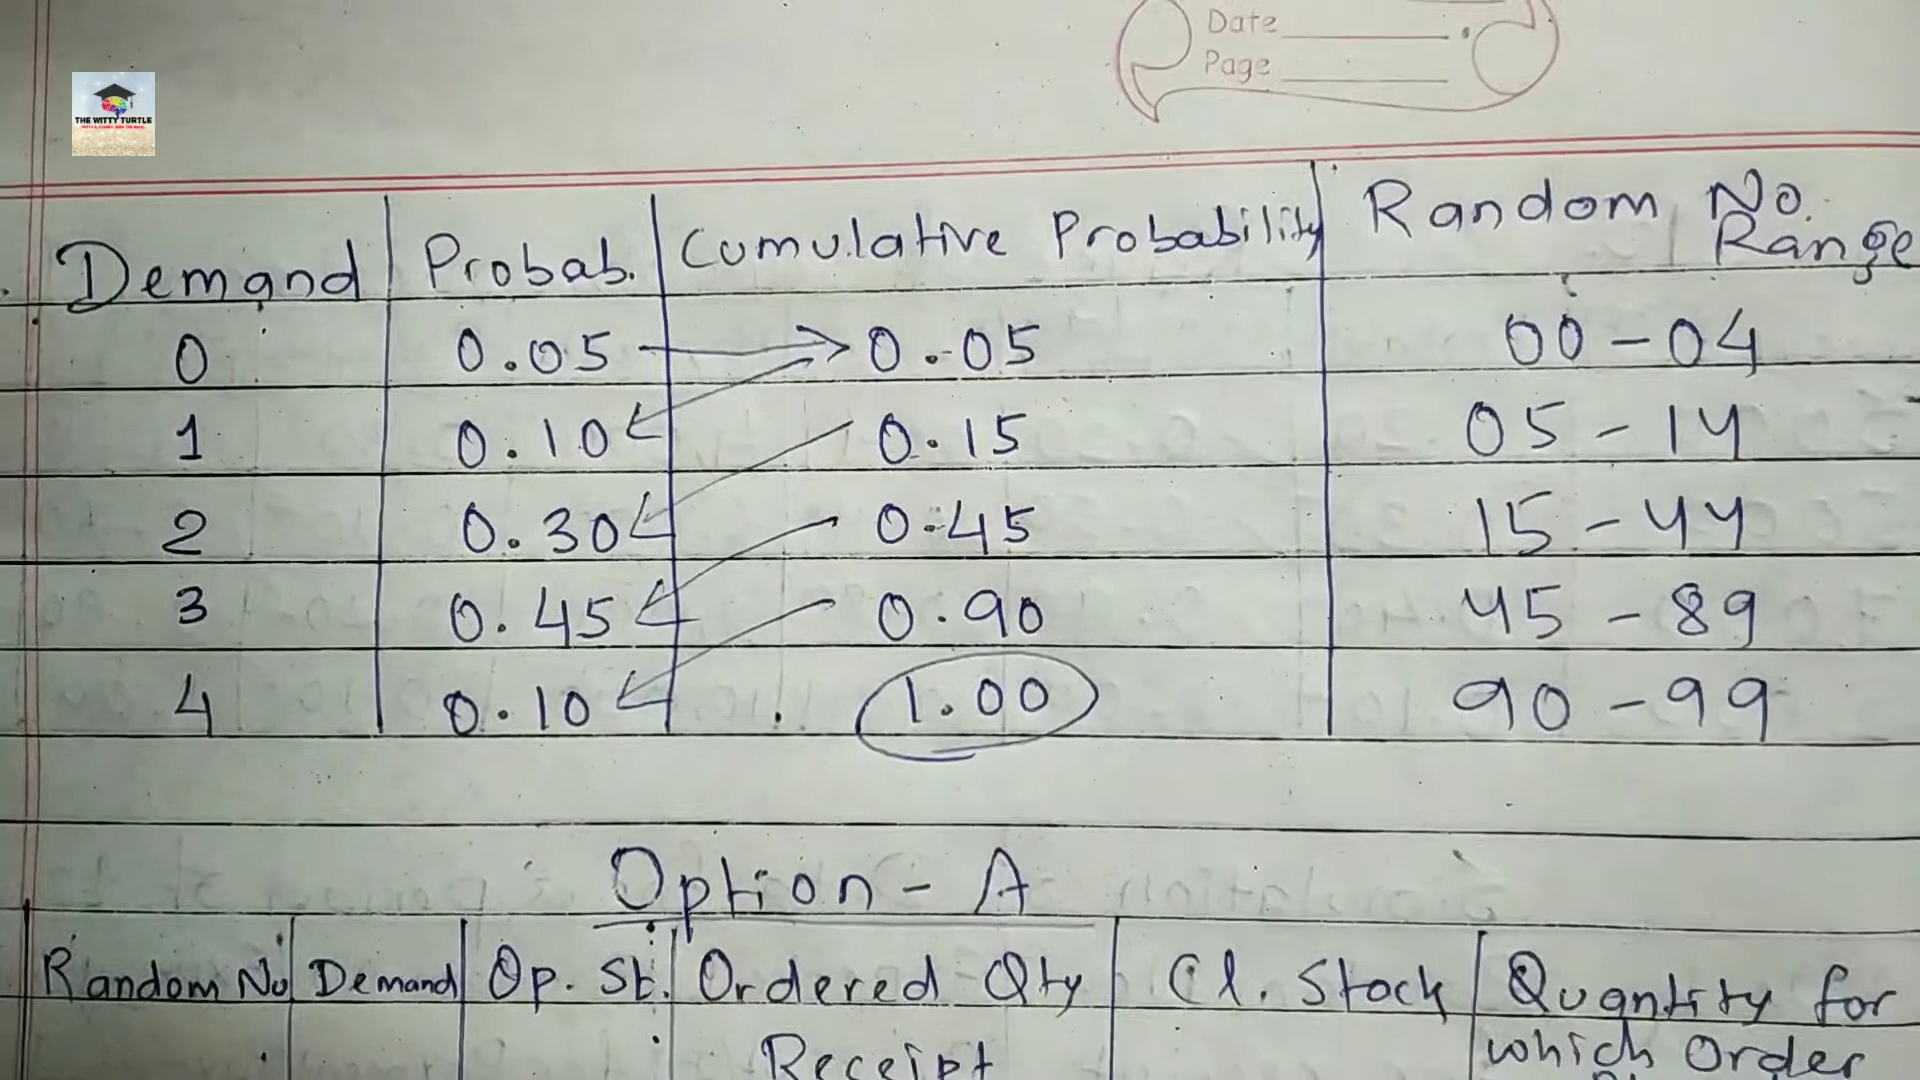 Date
Page
THE WITTY TURTLE
Demand Probab. Cumulative Probability Random No. Range
0 0.05 0.05 00-04
1 0.10 0.15 05-14
2 0.30 0.45 15-44
3 0.45 0.90 45-89
4 0.10 1.00 90-99
Option-A
Random No Demand Op. St. Ordered Qty Receipt Cl. Stock Quantity for which Order